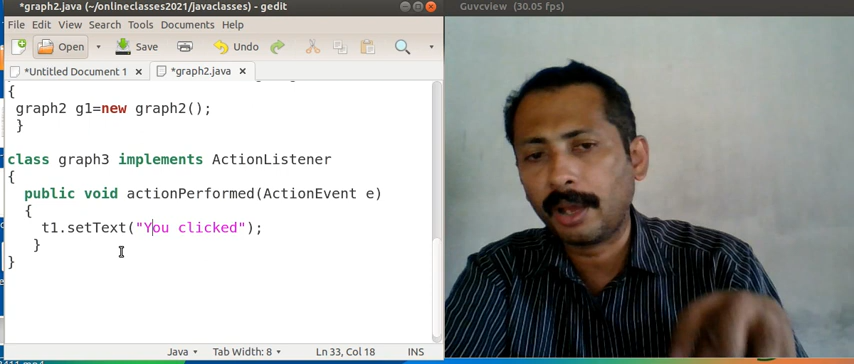 *graph2.java (~/onlineclasses2021/javaclasses) - gedit
Guvcview (30.05 fps)
File Edit View Search Tools Documents Help
Open Save Undo
*Untitled Document 1 *graph2.java
{
graph2 g1=new graph2();
}
class graph3 implements ActionListener
{
public void actionPerformed(ActionEvent e)
{
t1.setText("You clicked");
}
}
Java Tab Width: 8 Ln 33, Col 18 INS